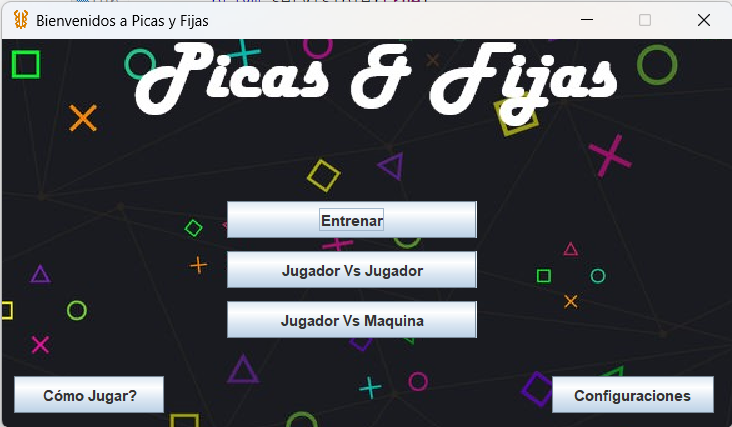 Bienvenidos a Picas y Fijas
Picas & Fijas
Entrenar
Jugador Vs Jugador
Jugador Vs Maquina
Cómo Jugar?
Configuraciones